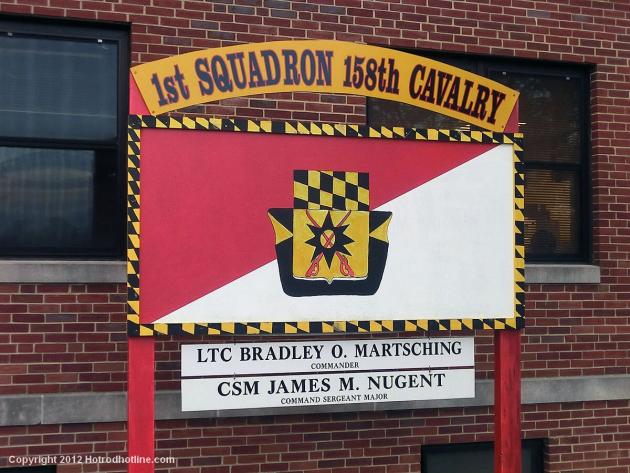 1st SQUADRON 158th CAVALRY
LTC BRADLEY O. MARTSCHING
COMMANDER
CSM JAMES M. NUGENT
COMMAND SERGEANT MAJOR
Copyright 2012 Hotrodhotline.com